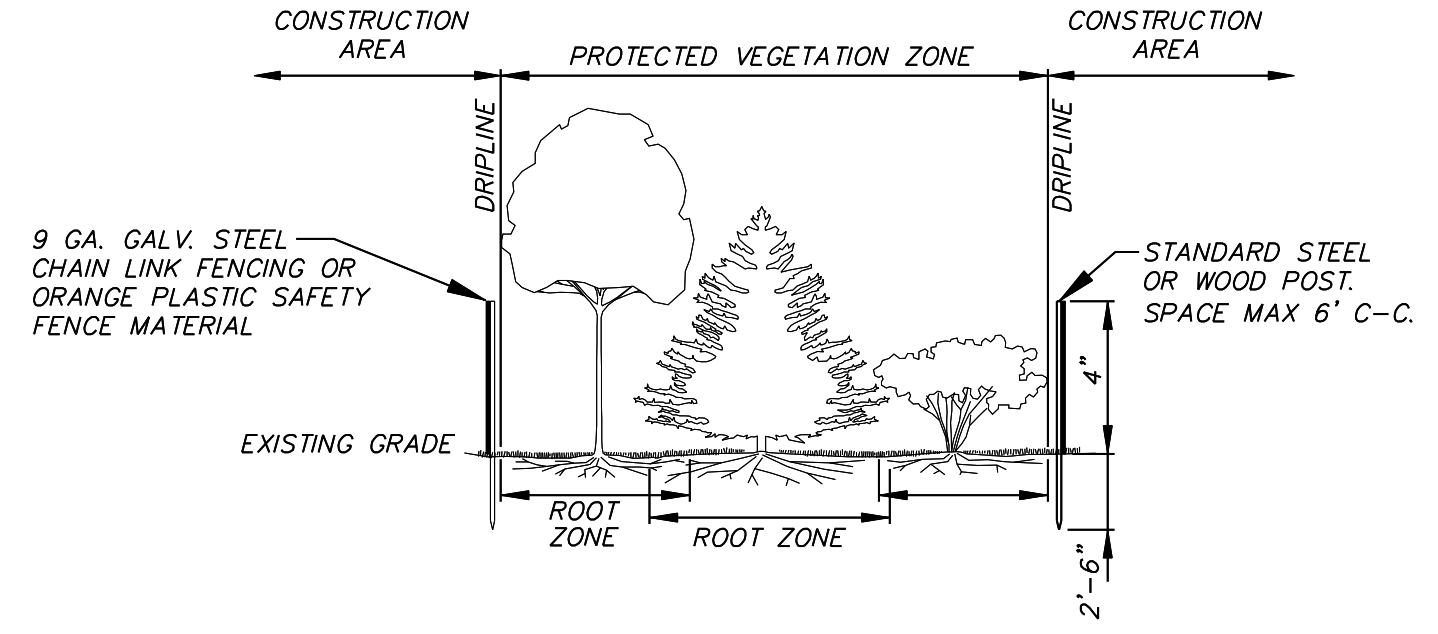 CONSTRUCTION
AREA
PROTECTED VEGETATION ZONE
CONSTRUCTION
AREA
DRIPLINE
DRIPLINE
9 GA. GALV. STEEL
CHAIN LINK FENCING OR
ORANGE PLASTIC SAFETY
FENCE MATERIAL
STANDARD STEEL
OR WOOD POST.
SPACE MAX 6' C-C.
4"
EXISTING GRADE
ROOT
ZONE
ROOT ZONE
2'-6"